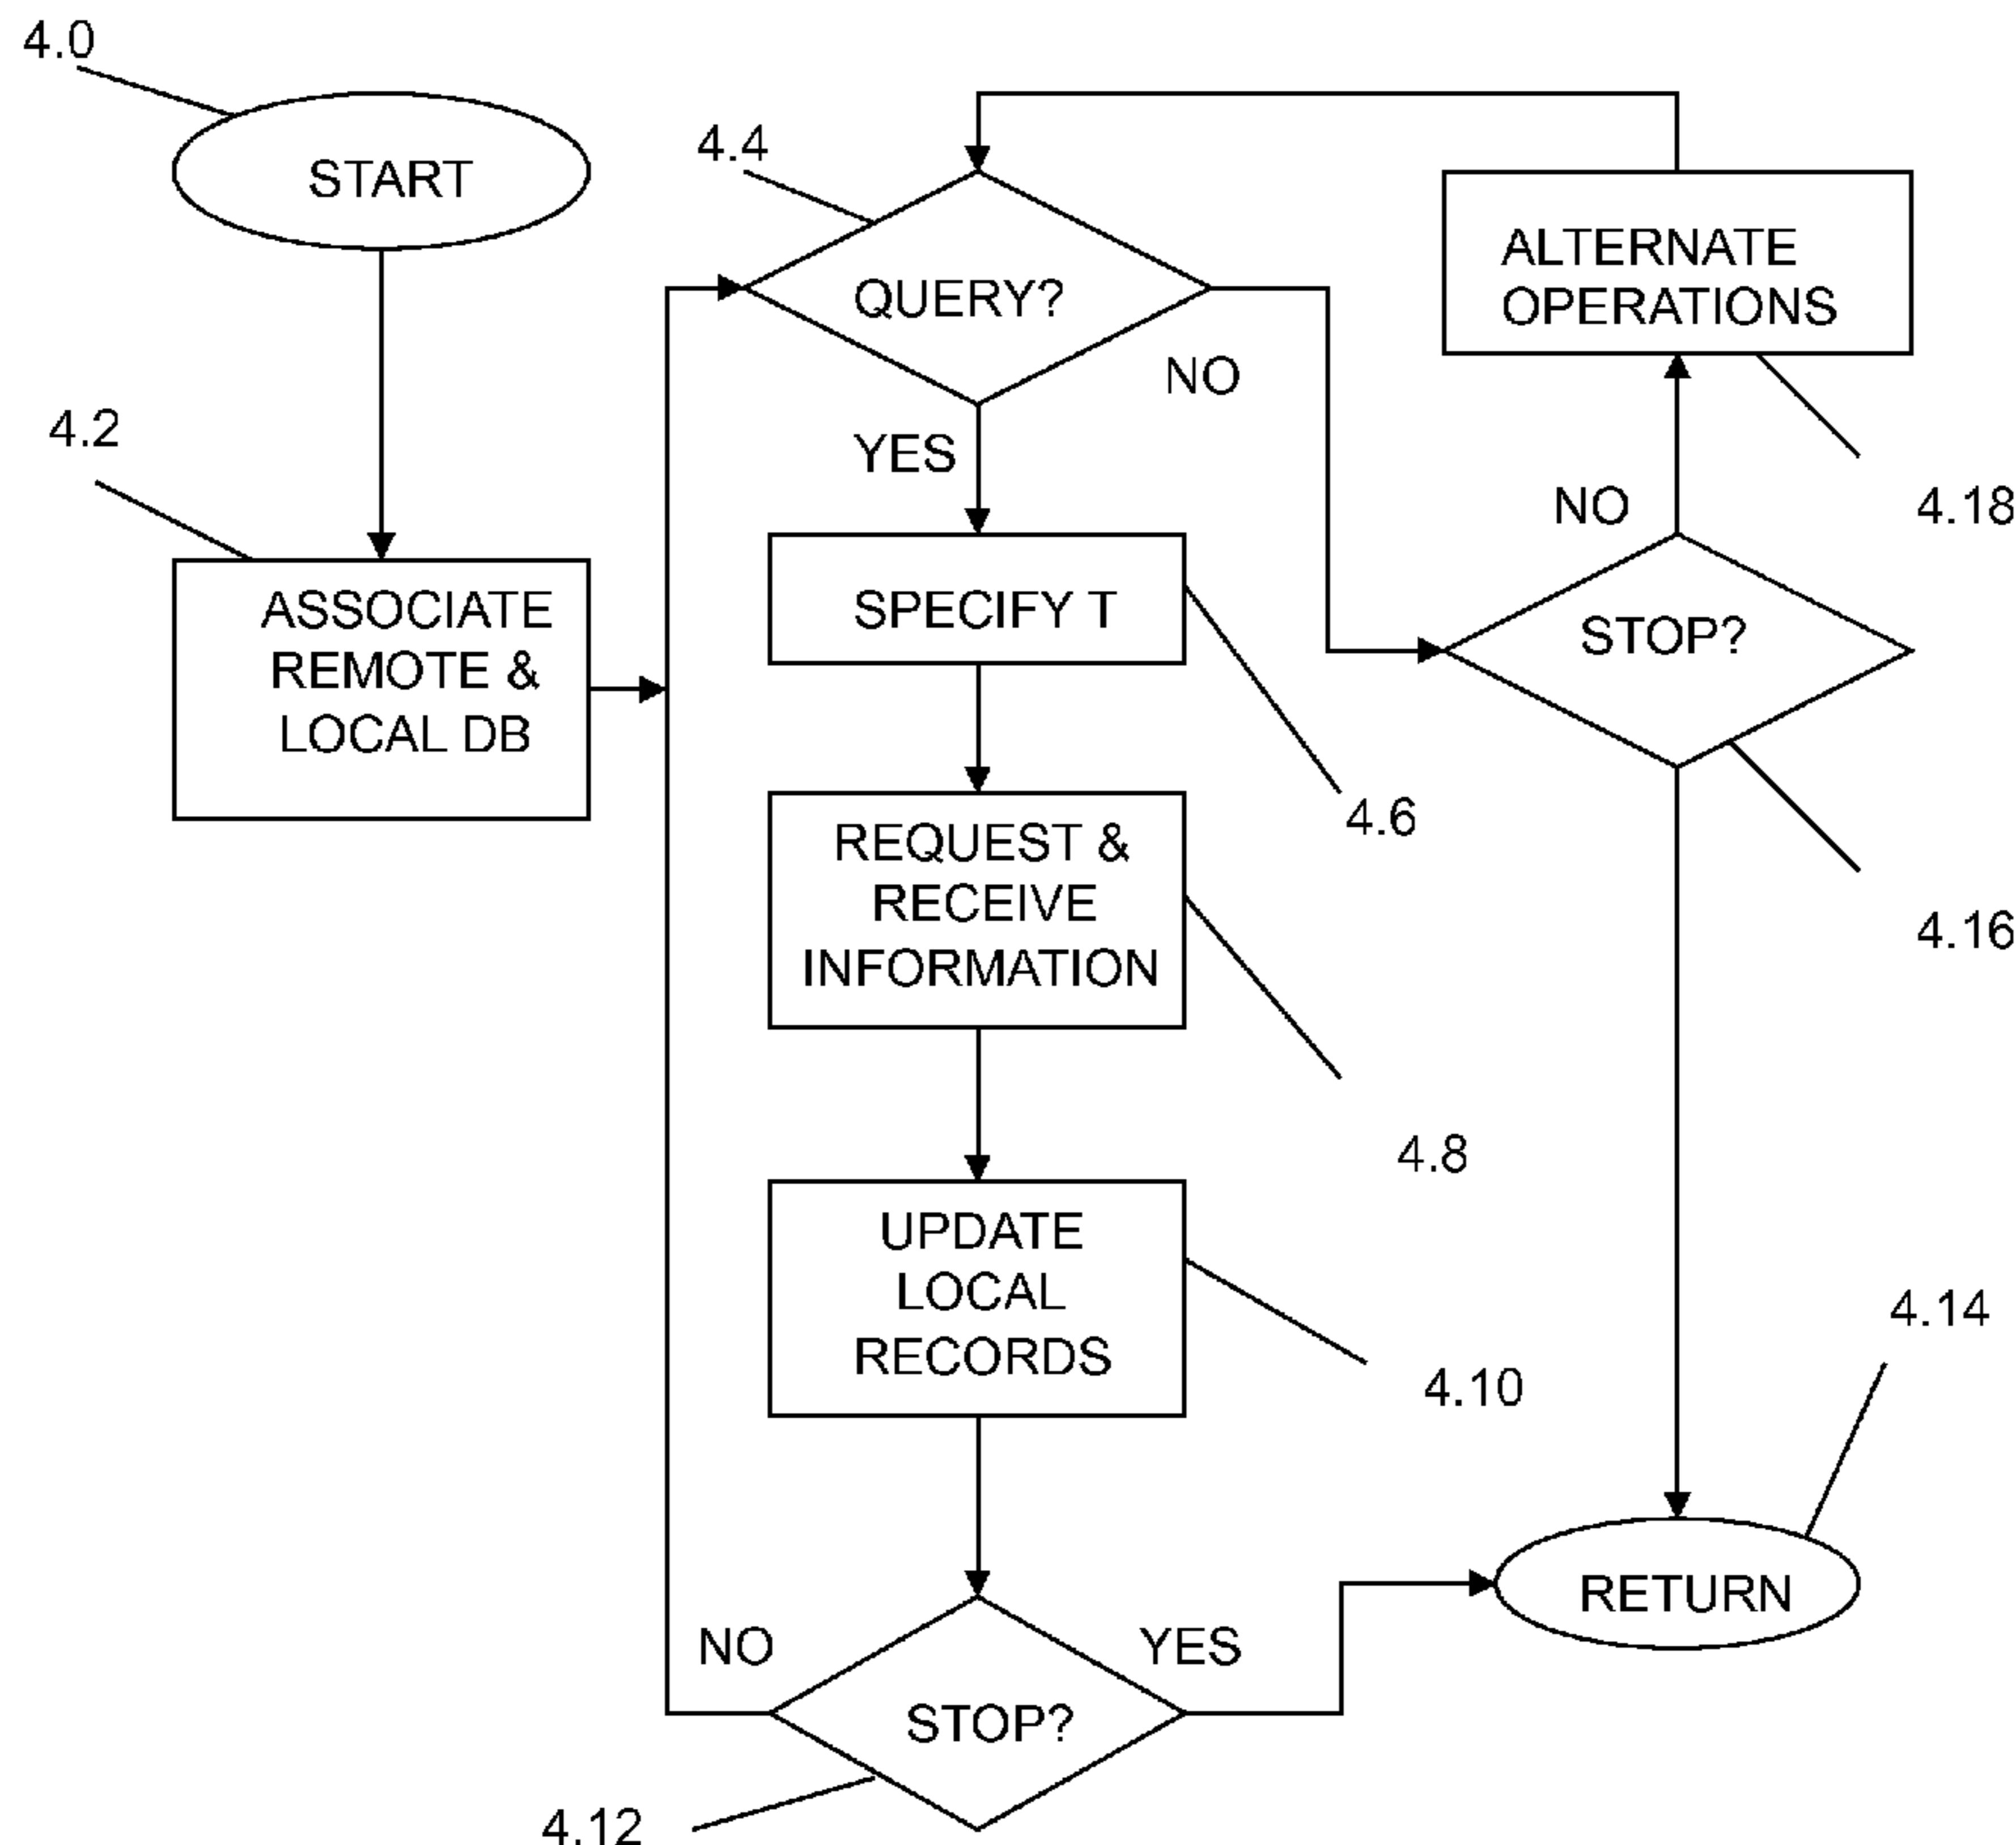 4.0
START
4.2
ASSOCIATE
REMOTE &
LOCAL DB
4.4
QUERY?
NO
YES
SPECIFY T
4.6
REQUEST &
RECEIVE
INFORMATION
4.8
UPDATE
LOCAL
RECORDS
4.10
NO
YES
STOP?
4.12
ALTERNATE
OPERATIONS
4.18
NO
STOP?
4.16
4.14
RETURN